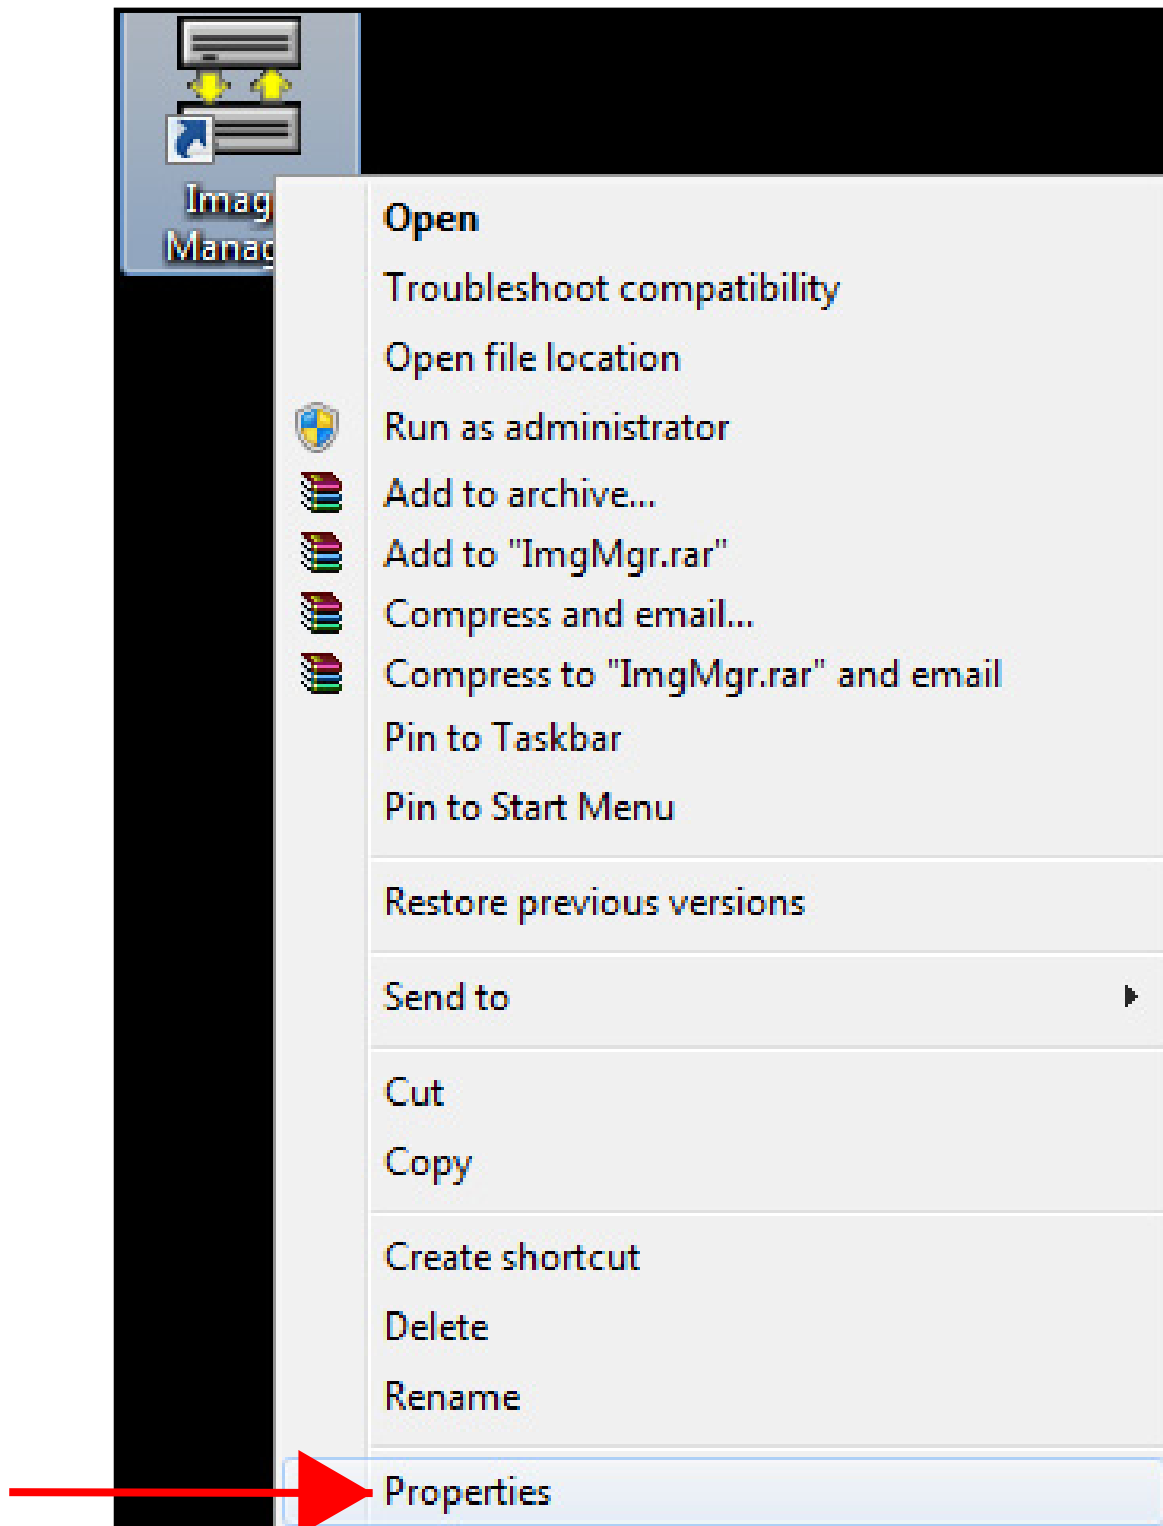 Imag
Manag
Open
Troubleshoot compatibility
Open file location
Run as administrator
Add to archive...
Add to "ImgMgr.rar"
Compress and email...
Compress to "ImgMgr.rar" and email
Pin to Taskbar
Pin to Start Menu
Restore previous versions
Send to
Cut
Copy
Create shortcut
Delete
Rename
Properties